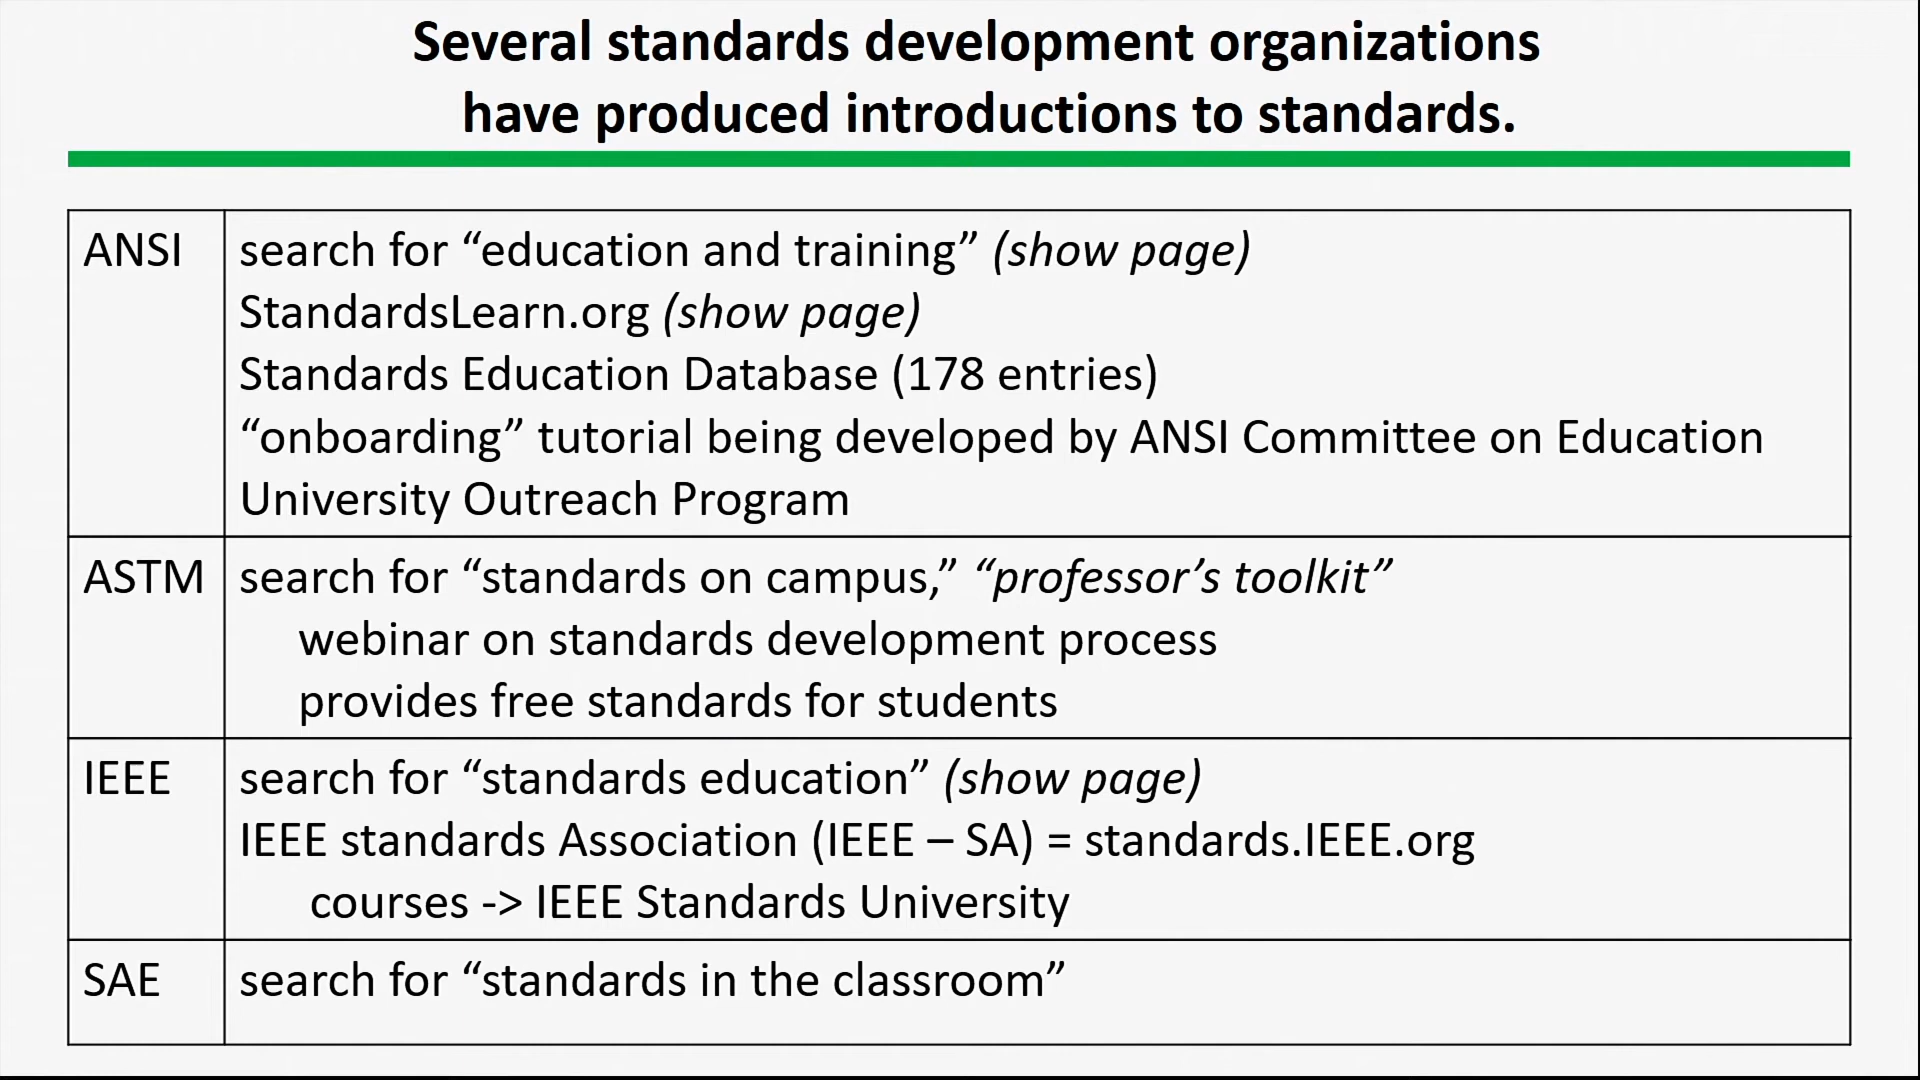 Several standards development organizations
have produced introductions to standards.
ANSI
search for “education and training” (show page)
StandardsLearn.org (show page)
Standards Education Database (178 entries)
“onboarding” tutorial being developed by ANSI Committee on Education
University Outreach Program
ASTM
search for “standards on campus,” “professor’s toolkit”
webinar on standards development process
provides free standards for students
IEEE
search for “standards education” (show page)
IEEE standards Association (IEEE – SA) = standards.IEEE.org
courses -> IEEE Standards University
SAE
search for “standards in the classroom”